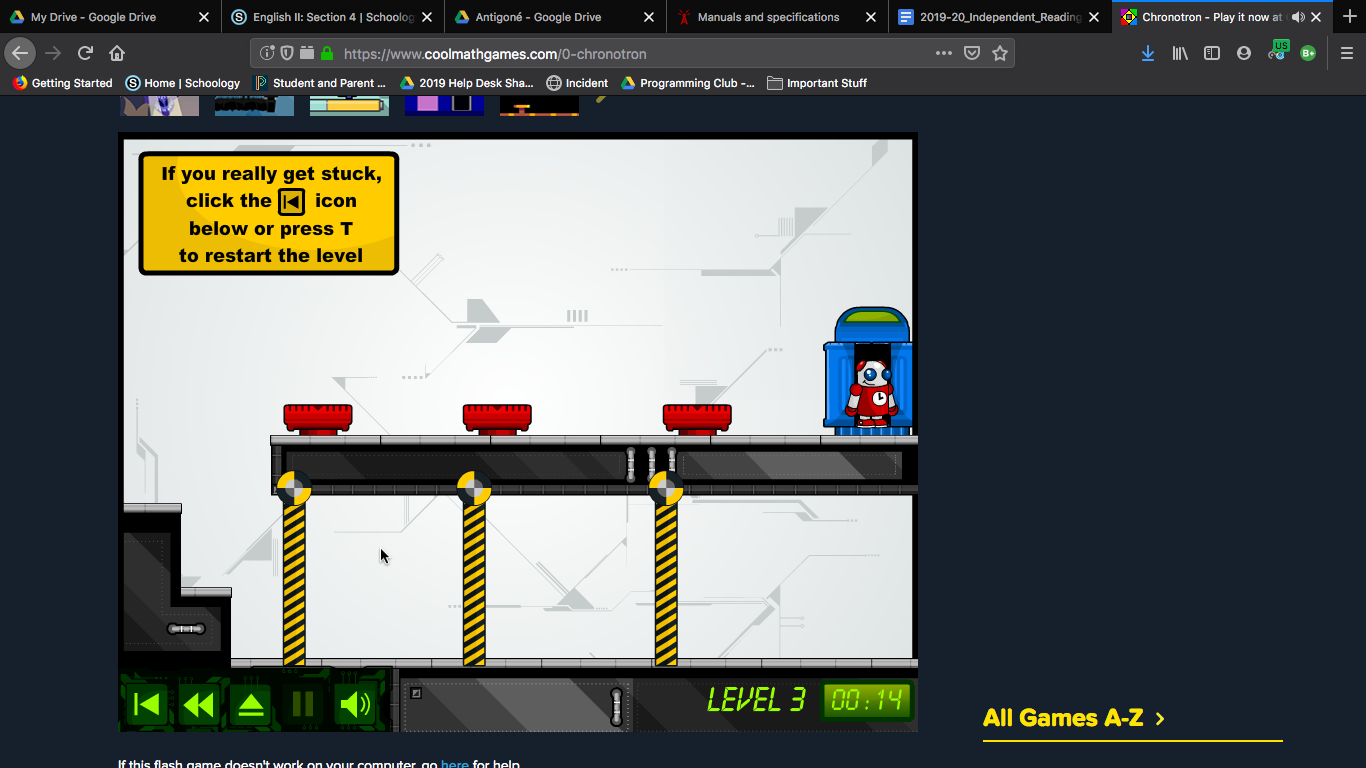 My Drive - Google Drive
English II: Section 4 | Schoolog
Antigoné - Google Drive
Manuals and specifications
2019-20_Independent_Reading
Chronotron - Play it now at
https://www.coolmathgames.com/0-chronotron
US
B+
Getting Started
Home | Schoology
Student and Parent ...
2019 Help Desk Sha...
Incident
Programming Club -...
Important Stuff
If you really get stuck,
click the icon
below or press T
to restart the level
LEVEL 3
00:14
All Games A-Z >
If this flash game doesn't work on your computer, go here for help